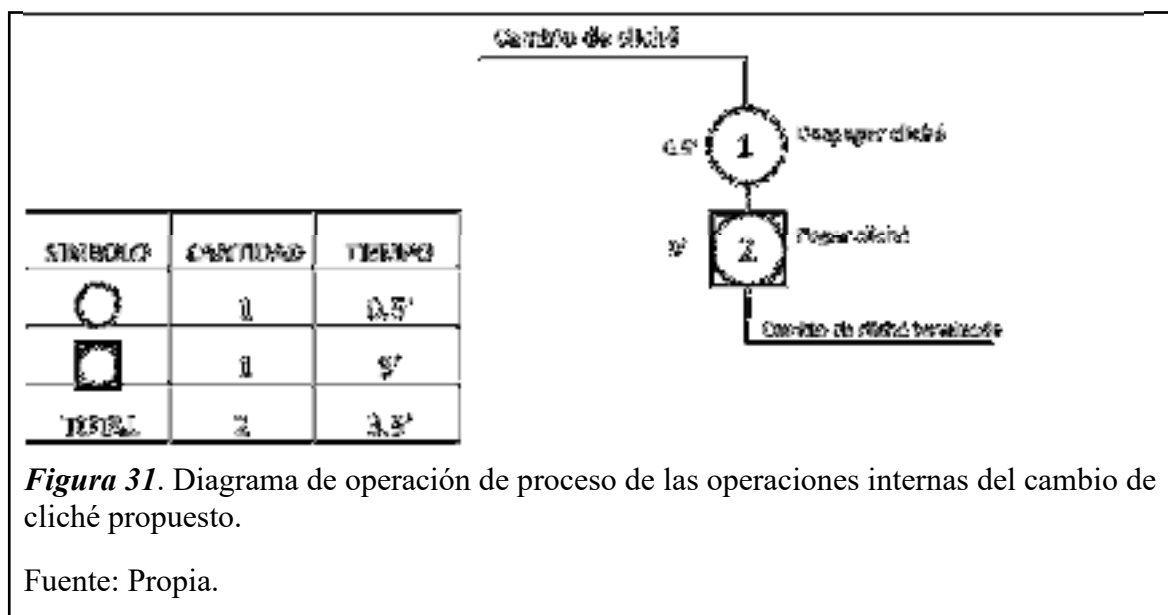 Cambio de cliché
0.5'
1
Despegar cliché
2
Pegar cliché
Cambio de cliché terminado
SÍMBOLO CANTIDAD TIEMPO
1 0.5'
1
TOTAL 2
Figura 31. Diagrama de operación de proceso de las operaciones internas del cambio de
cliché propuesto.
Fuente: Propia.